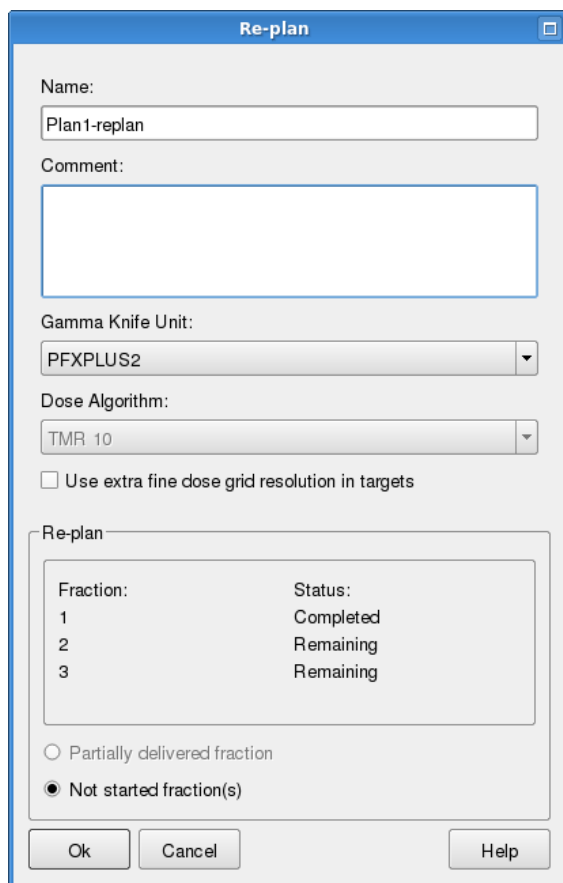 Re-plan
Name:
Plan1-replan
Comment:
Gamma Knife Unit:
PFXPLUS2
Dose Algorithm:
TMR 10
Use extra fine dose grid resolution in targets
Re-plan
Fraction: Status:
1 Completed
2 Remaining
3 Remaining
Partially delivered fraction
Not started fraction(s)
Ok Cancel Help